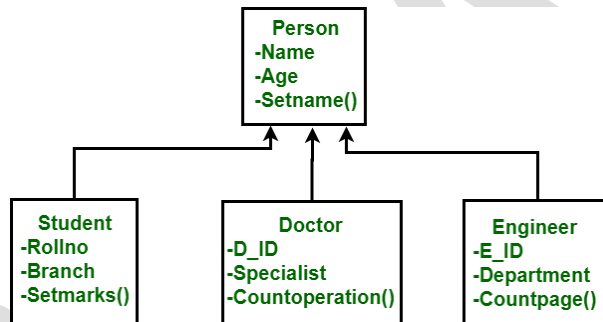 Person
-Name
-Age
-Setname()
Student
-Rollno
-Branch
-Setmarks()
Doctor
-D_ID
-Specialist
-Countoperation()
Engineer
-E_ID
-Department
-Countpage()